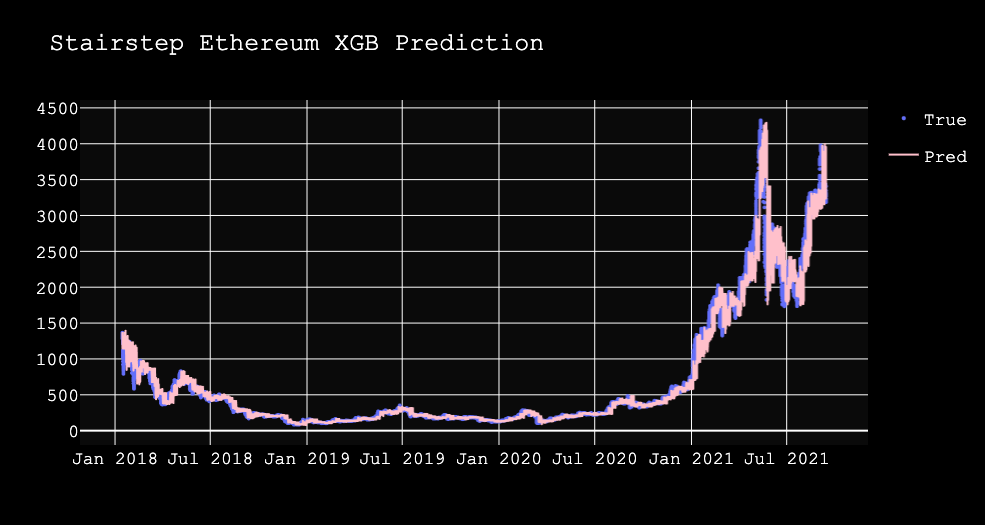 Stairstep Ethereum XGB Prediction
True
Pred
4500
4000
3500
3000
2500
2000
1500
1000
500
0
Jan 2018 Jul 2018 Jan 2019 Jul 2019 Jan 2020 Jul 2020 Jan 2021 Jul 2021